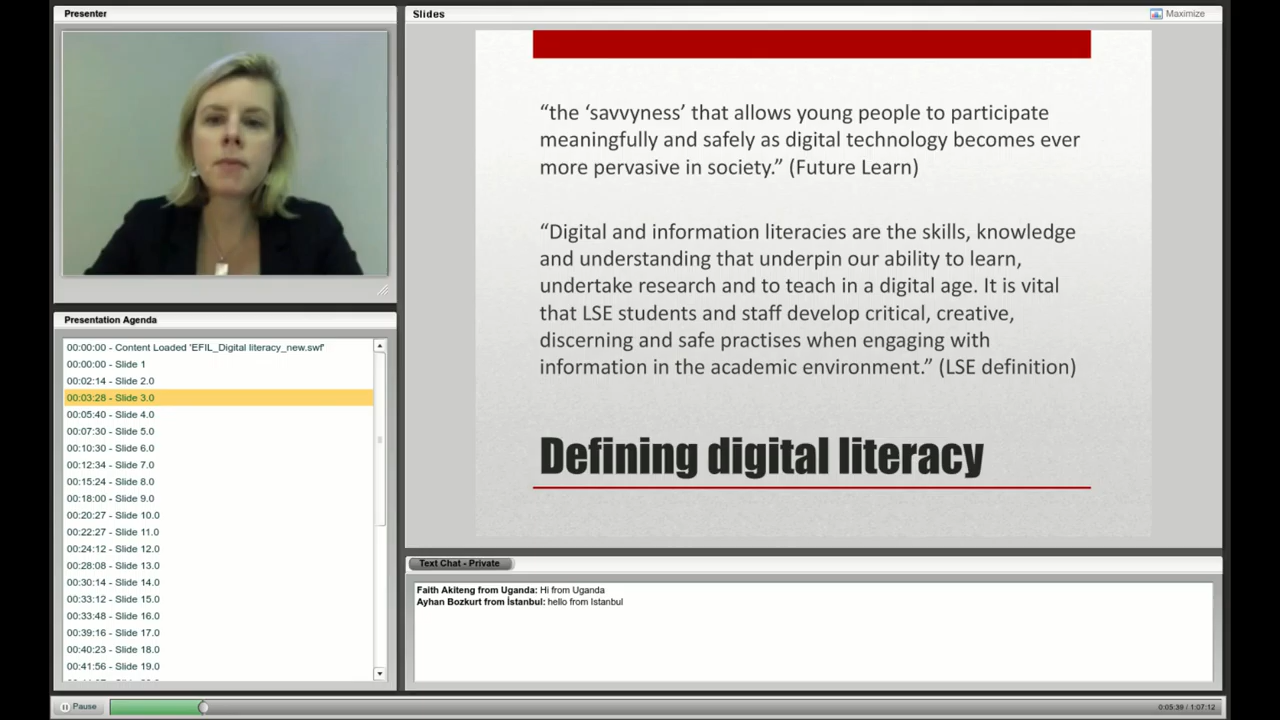 Presenter
Slides
Maximize
“the ‘savvyness’ that allows young people to participate
meaningfully and safely as digital technology becomes ever
more pervasive in society.” (Future Learn)
“Digital and information literacies are the skills, knowledge
and understanding that underpin our ability to learn,
undertake research and to teach in a digital age. It is vital
that LSE students and staff develop critical, creative,
discerning and safe practises when engaging with
information in the academic environment.” (LSE definition)
Defining digital literacy
Presentation Agenda
00:00:00 - Content Loaded 'EFIL_Digital literacy_new.swf'
00:00:00 - Slide 1
00:02:14 - Slide 2.0
00:03:28 - Slide 3.0
00:05:40 - Slide 4.0
00:07:30 - Slide 5.0
00:10:30 - Slide 6.0
00:12:34 - Slide 7.0
00:15:24 - Slide 8.0
00:18:00 - Slide 9.0
00:20:27 - Slide 10.0
00:22:27 - Slide 11.0
00:24:12 - Slide 12.0
00:28:08 - Slide 13.0
00:30:14 - Slide 14.0
00:33:12 - Slide 15.0
00:33:48 - Slide 16.0
00:39:16 - Slide 17.0
00:40:23 - Slide 18.0
00:41:56 - Slide 19.0
Text Chat - Private
Faith Akiteng from Uganda: Hi from Uganda
Ayhan Bozkurt from İstanbul: hello from Istanbul
Pause
0:05:39 / 1:07:12